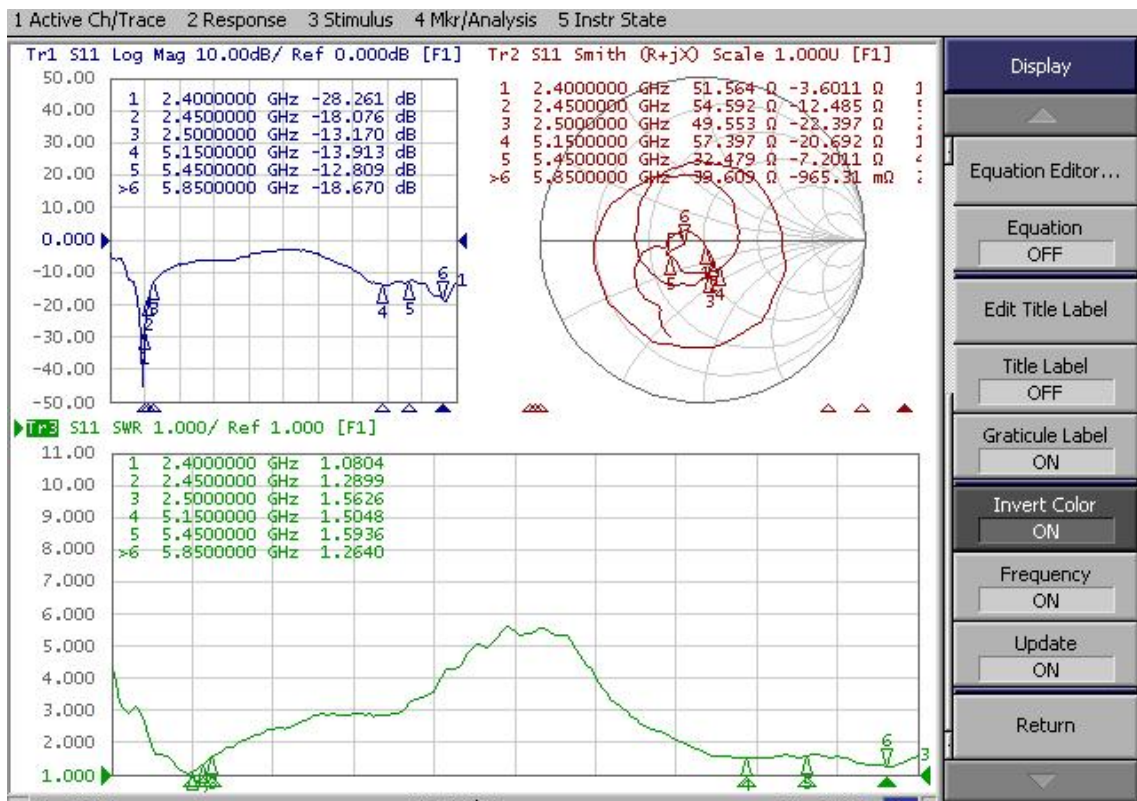 1 Active Ch/Trace 2 Response 3 Stimulus 4 Mkr/Analysis 5 Instr State
Tr1 S11 Log Mag 10.00dB/ Ref 0.000dB [F1]
50.00
40.00
30.00
20.00
10.00
0.000
-10.00
-20.00
-30.00
-40.00
-50.00
1 2.4000000 GHz -28.261 dB
2 2.4500000 GHz -18.076 dB
3 2.5000000 GHz -13.170 dB
4 5.1500000 GHz -13.913 dB
5 5.4500000 GHz -12.809 dB
>6 5.8500000 GHz -18.670 dB
2
3
4
5
6
1
Tr2 S11 Smith (R+jX) Scale 1.000U [F1]
1 2.4000000 GHz 51.564 Ω -3.6011 Ω
2 2.4500000 GHz 54.592 Ω -12.485 Ω
3 2.5000000 GHz 49.553 Ω -22.397 Ω
4 5.1500000 GHz 57.397 Ω -20.692 Ω
5 5.4500000 GHz 32.479 Ω -7.2011 Ω
>6 5.8500000 GHz 39.609 Ω -965.31 mΩ
6
5
3
4
Tr3 S11 SWR 1.000/ Ref 1.000 [F1]
11.00
10.00
9.000
8.000
7.000
6.000
5.000
4.000
3.000
2.000
1.000
1 2.4000000 GHz 1.0804
2 2.4500000 GHz 1.2899
3 2.5000000 GHz 1.5626
4 5.1500000 GHz 1.5048
5 5.4500000 GHz 1.5936
>6 5.8500000 GHz 1.2640
6
3
Display
Equation Editor...
Equation
OFF
Edit Title Label
Title Label
OFF
Graticule Label
ON
Invert Color
ON
Frequency
ON
Update
ON
Return